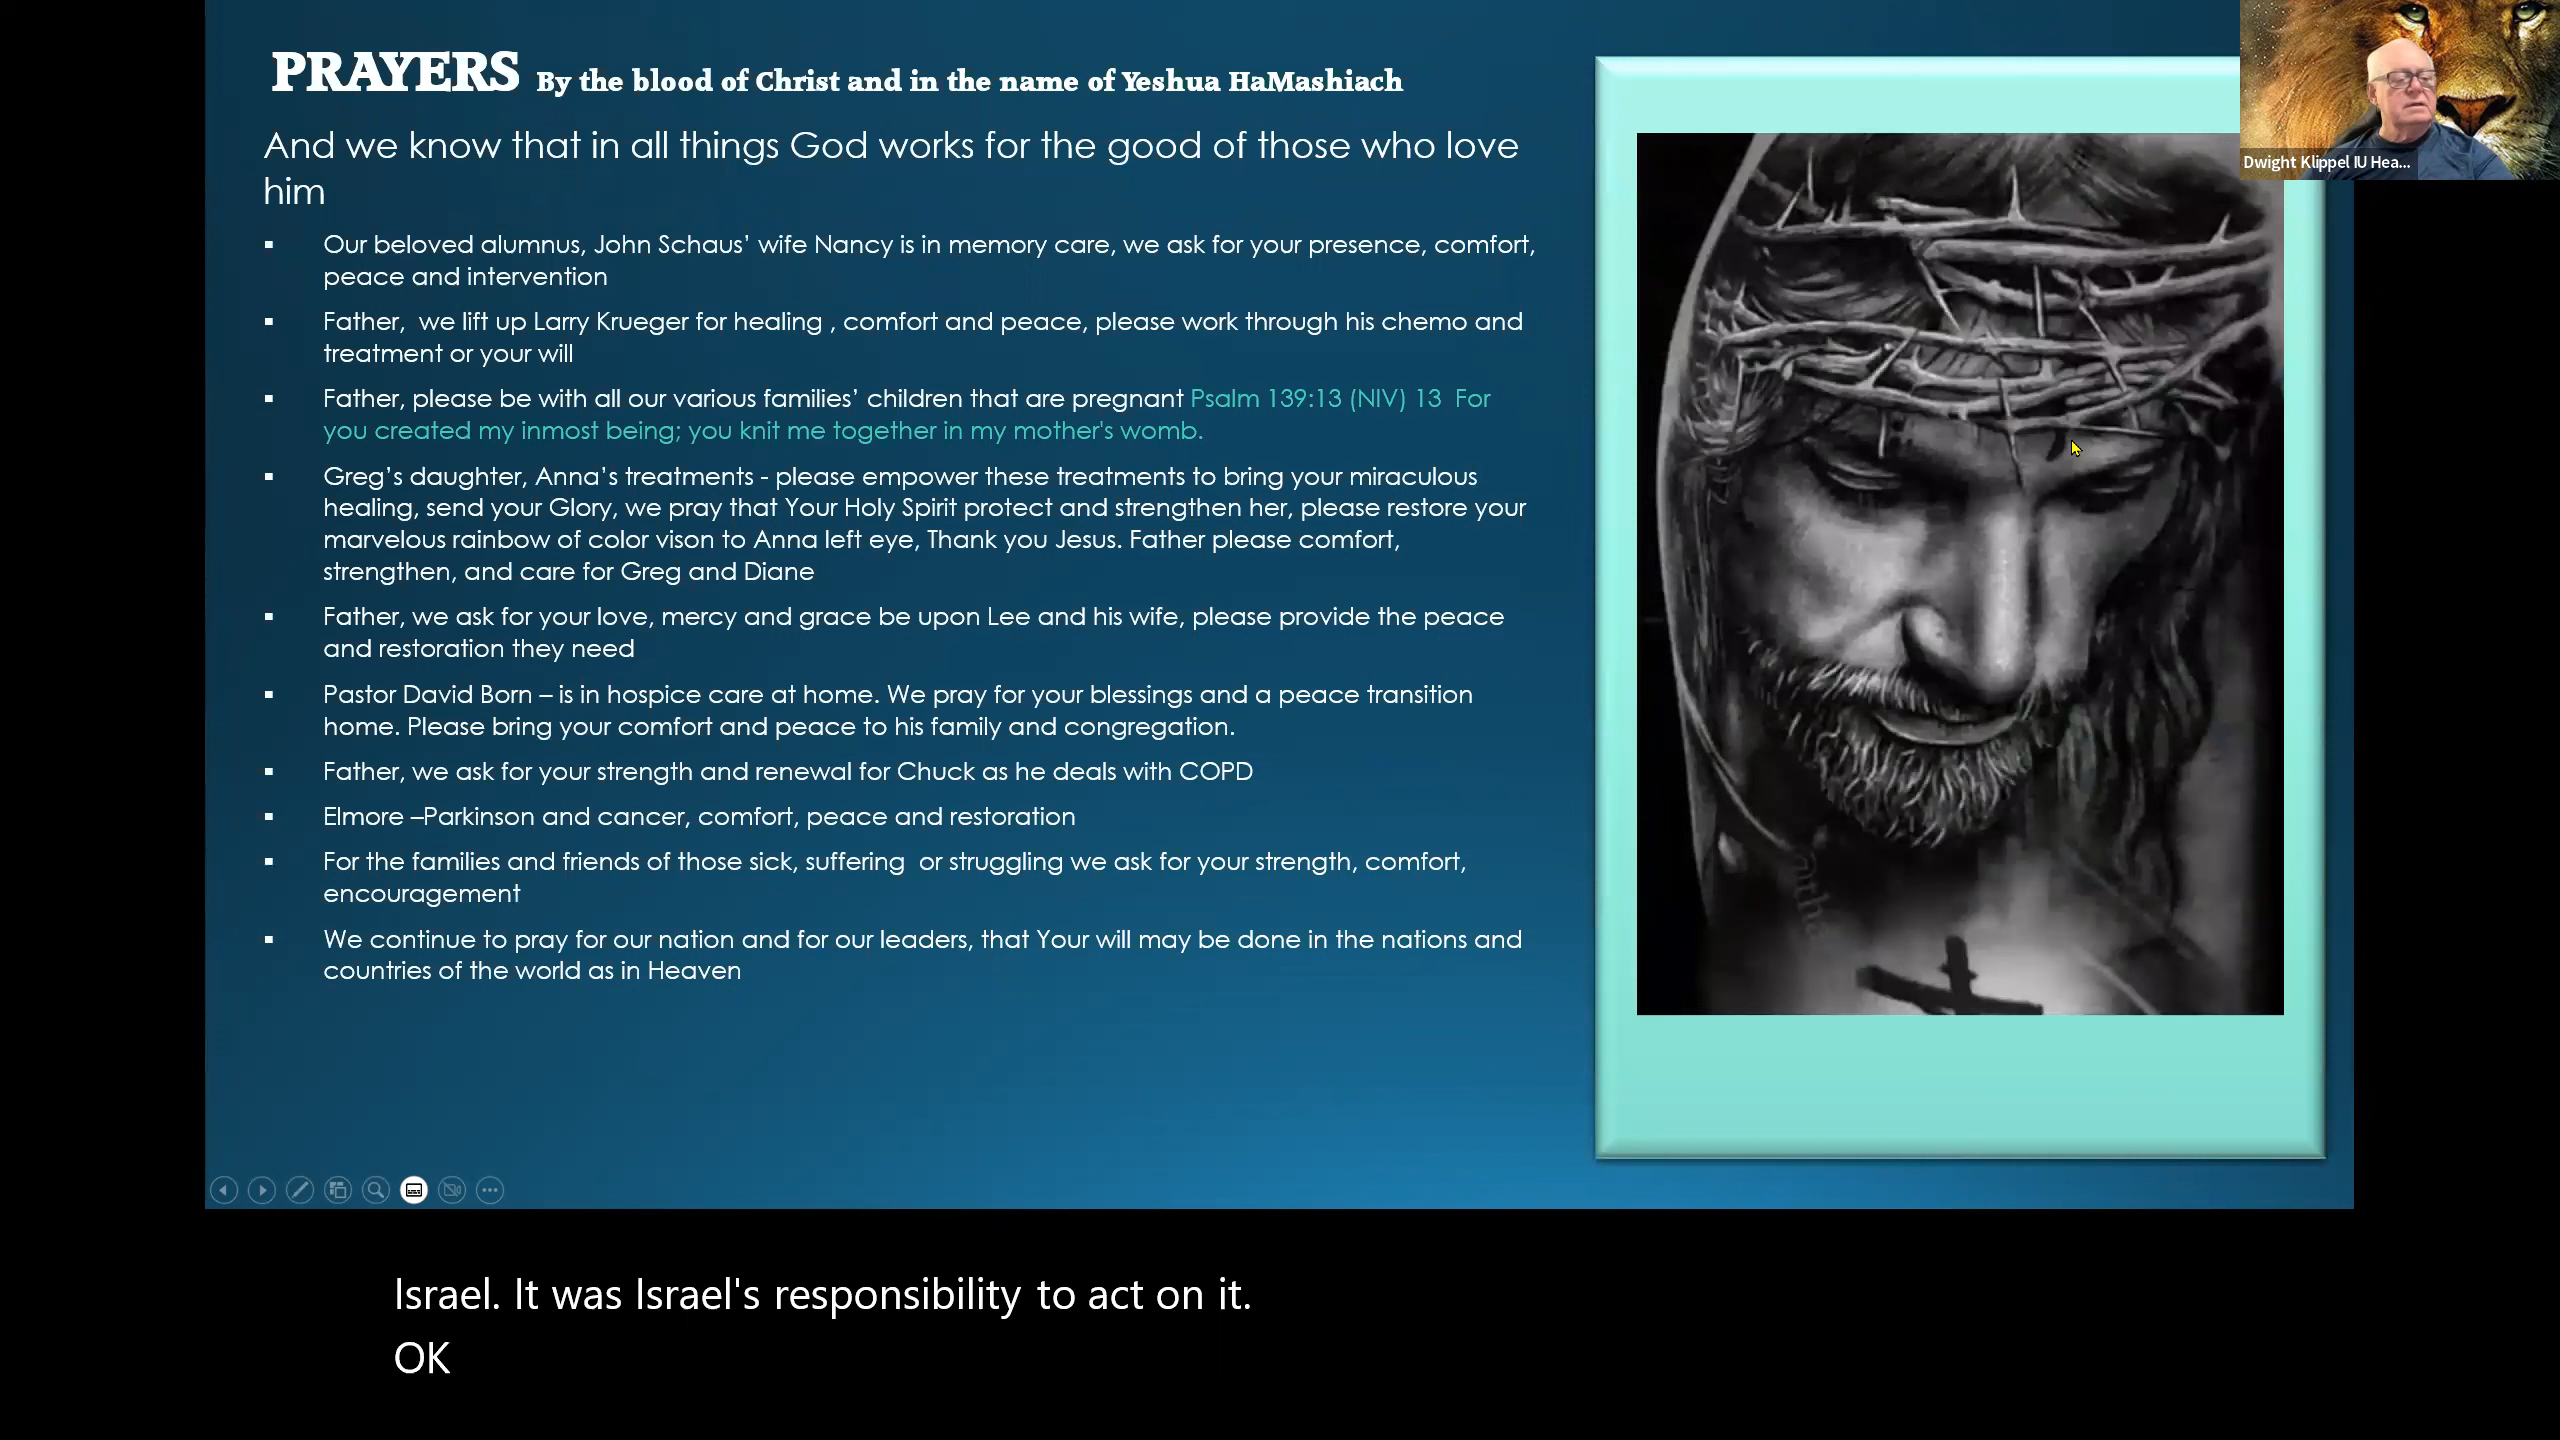 PRAYERS By the blood of Christ and in the name of Yeshua HaMashiach
And we know that in all things God works for the good of those who love
him
▪ Our beloved alumnus, John Schaus’ wife Nancy is in memory care, we ask for your presence, comfort,
peace and intervention
▪ Father,  we lift up Larry Krueger for healing , comfort and peace, please work through his chemo and
treatment or your will
▪ Father, please be with all our various families’ children that are pregnant Psalm 139:13 (NIV) 13  For
you created my inmost being; you knit me together in my mother's womb.
▪ Greg’s daughter, Anna’s treatments - please empower these treatments to bring your miraculous
healing, send your Glory, we pray that Your Holy Spirit protect and strengthen her, please restore your
marvelous rainbow of color vison to Anna left eye, Thank you Jesus. Father please comfort,
strengthen, and care for Greg and Diane
▪ Father, we ask for your love, mercy and grace be upon Lee and his wife, please provide the peace
and restoration they need
▪ Pastor David Born – is in hospice care at home. We pray for your blessings and a peace transition
home. Please bring your comfort and peace to his family and congregation.
▪ Father, we ask for your strength and renewal for Chuck as he deals with COPD
▪ Elmore –Parkinson and cancer, comfort, peace and restoration
▪ For the families and friends of those sick, suffering  or struggling we ask for your strength, comfort,
encouragement
▪ We continue to pray for our nation and for our leaders, that Your will may be done in the nations and
countries of the world as in Heaven
Dwight Klippel IU Hea...
Israel. It was Israel's responsibility to act on it.
OK